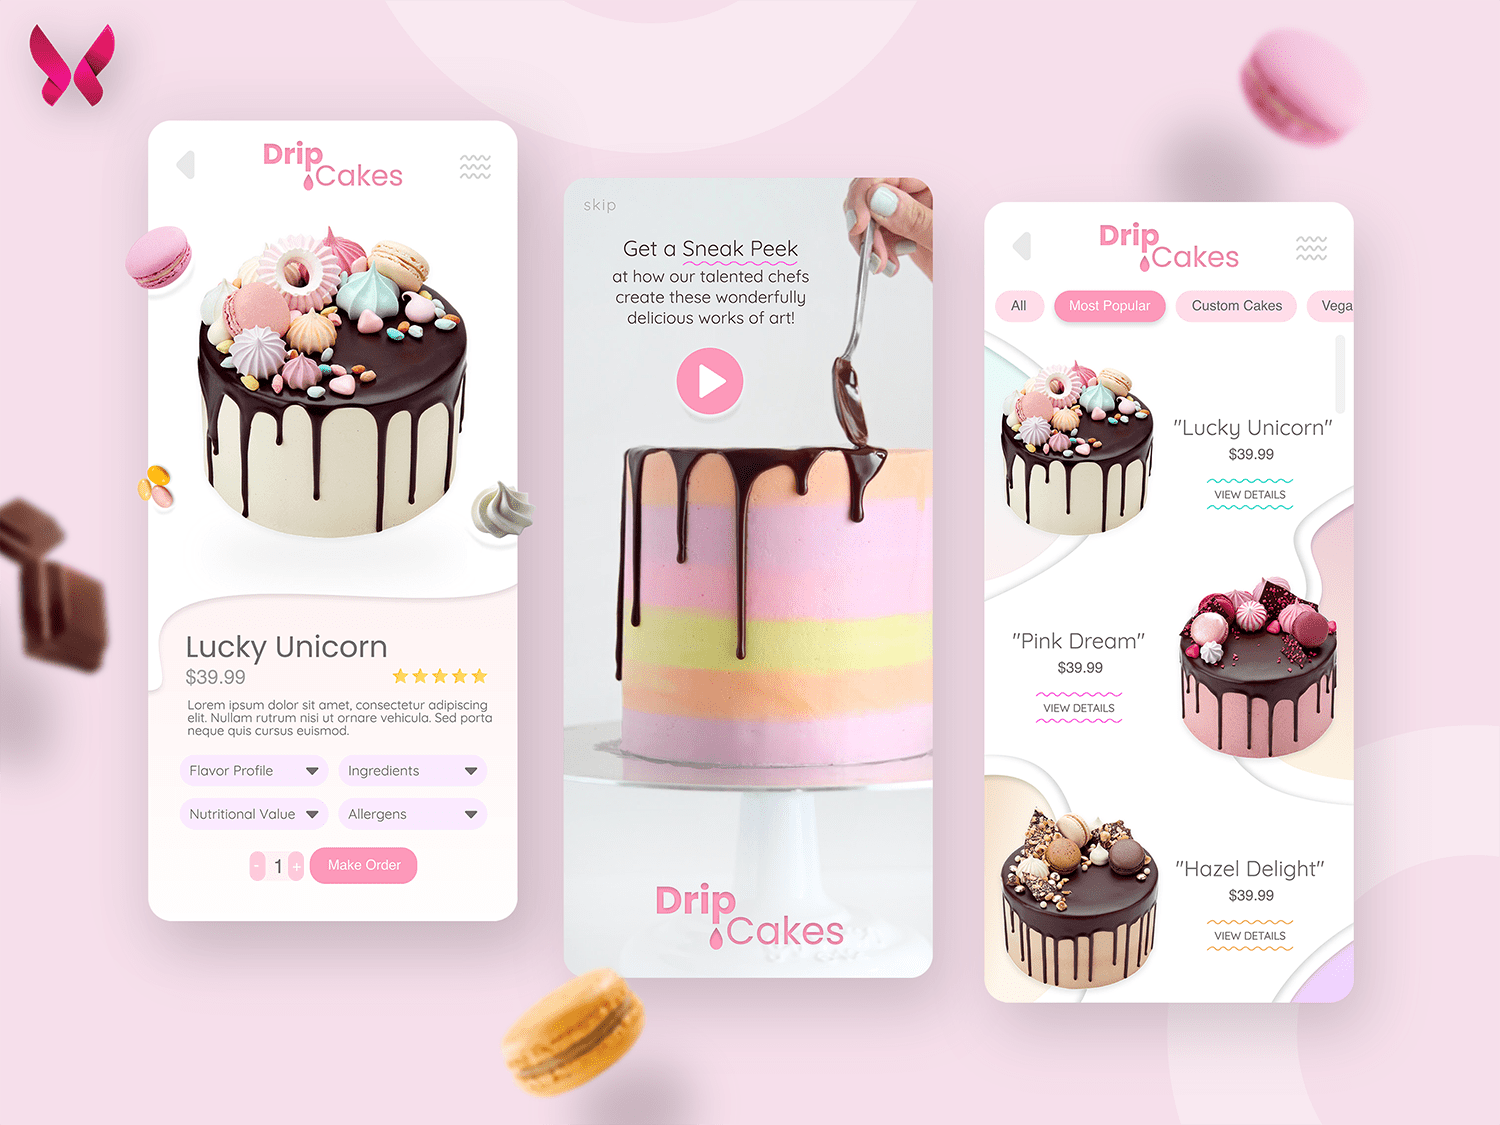 Drip
Cakes
Lucky Unicorn
$39.99
Lorem ipsum dolor sit amet, consectetur adipiscing
elit. Nullam rutrum nisi ut ornare vehicula. Sed porta
neque quis cursus euismod.
Flavor Profile
Ingredients
Nutritional Value
Allergens
- 1 +
Make Order
skip
Get a Sneak Peek
at how our talented chefs
create these wonderfully
delicious works of art!
Drip
Cakes
Drip
Cakes
All
Most Popular
Custom Cakes
Vega
"Lucky Unicorn"
$39.99
VIEW DETAILS
"Pink Dream"
$39.99
VIEW DETAILS
"Hazel Delight"
$39.99
VIEW DETAILS